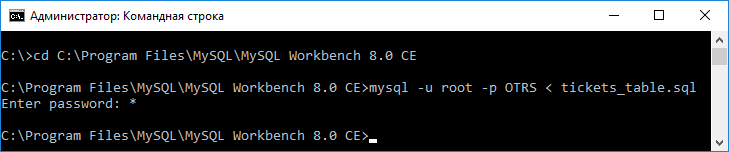 Администратор: Командная строка
C:\>cd C:\Program Files\MySQL\MySQL Workbench 8.0 CE
C:\Program Files\MySQL\MySQL Workbench 8.0 CE>mysql -u root -p OTRS < tickets_table.sql
Enter password: *
C:\Program Files\MySQL\MySQL Workbench 8.0 CE>